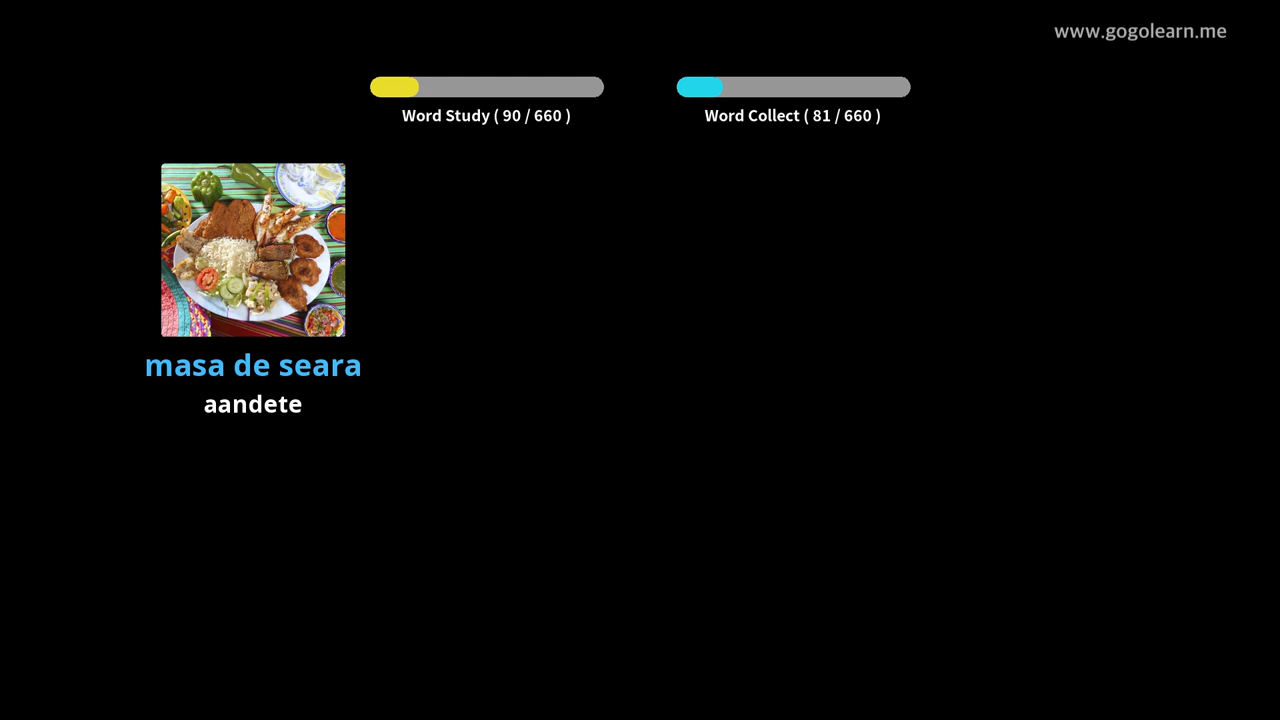 www.gogolearn.me
Word Study ( 90 / 660 )
Word Collect ( 81 / 660 )
masa de seara
aandete